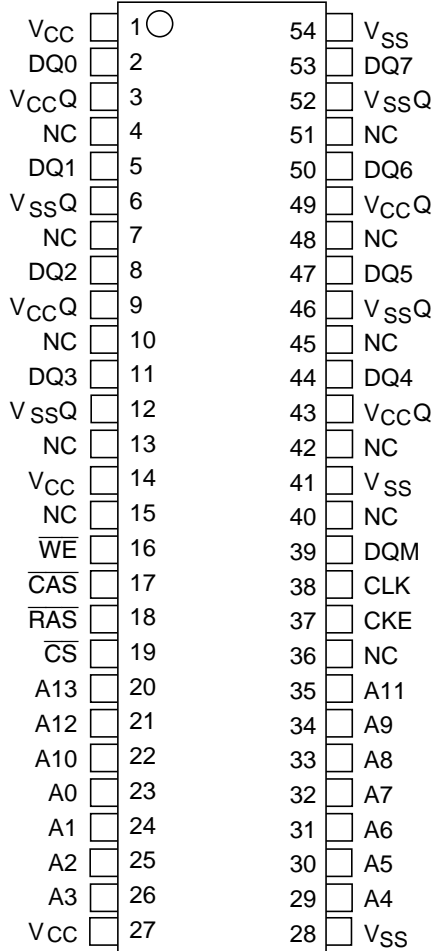 VCC 1 54 VSS
DQ0 2 53 DQ7
VCCQ 3 52 VSSQ
NC 4 51 NC
DQ1 5 50 DQ6
VSSQ 6 49 VCCQ
NC 7 48 NC
DQ2 8 47 DQ5
VCCQ 9 46 VSSQ
NC 10 45 NC
DQ3 11 44 DQ4
VSSQ 12 43 VCCQ
NC 13 42 NC
VCC 14 41 VSS
NC 15 40 NC
W̅E̅ 16 39 DQM
C̅A̅S̅ 17 38 CLK
R̅A̅S̅ 18 37 CKE
C̅S̅ 19 36 NC
A13 20 35 A11
A12 21 34 A9
A10 22 33 A8
A0 23 32 A7
A1 24 31 A6
A2 25 30 A5
A3 26 29 A4
VCC 27 28 VSS